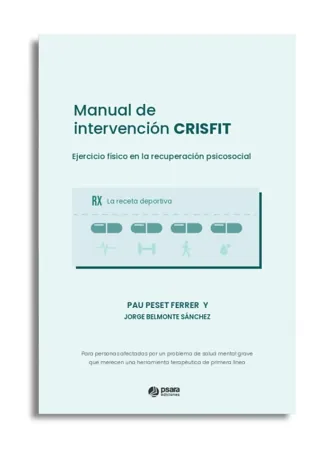 Manual de
intervención CRISFIT
Ejercicio físico en la recuperación psicosocial
RX La receta deportiva
PAU PESET FERRER Y
JORGE BELMONTE SÁNCHEZ
Para personas afectadas por un problema de salud mental grave
que merecen una herramienta terapéutica de primera línea
psara
ediciones